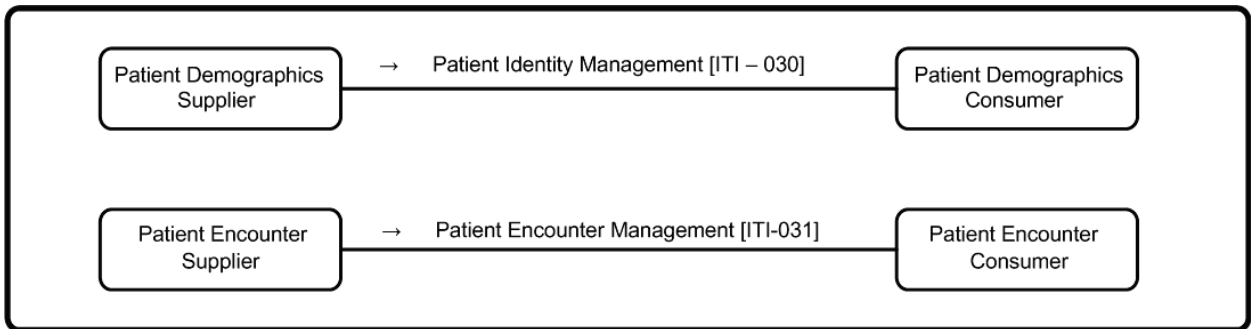 Patient Demographics
Supplier
→ Patient Identity Management [ITI – 030]
Patient Demographics
Consumer
Patient Encounter
Supplier
→ Patient Encounter Management [ITI-031]
Patient Encounter
Consumer